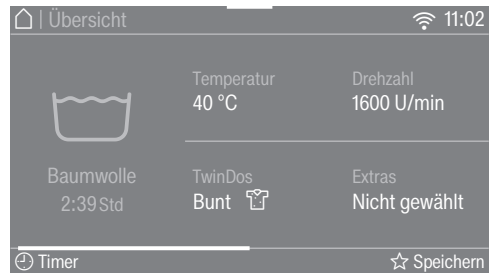 Übersicht
11:02
Temperatur
40 °C
Drehzahl
1600 U/min
Baumwolle
2:39 Std
TwinDos
Bunt
Extras
Nicht gewählt
Timer
Speichern